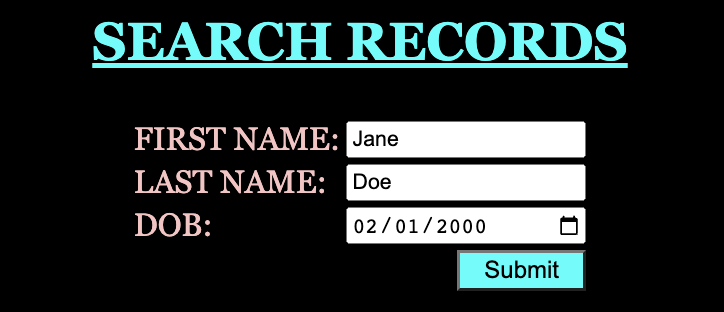 SEARCH RECORDS
FIRST NAME: Jane
LAST NAME: Doe
DOB: 02/01/2000
Submit